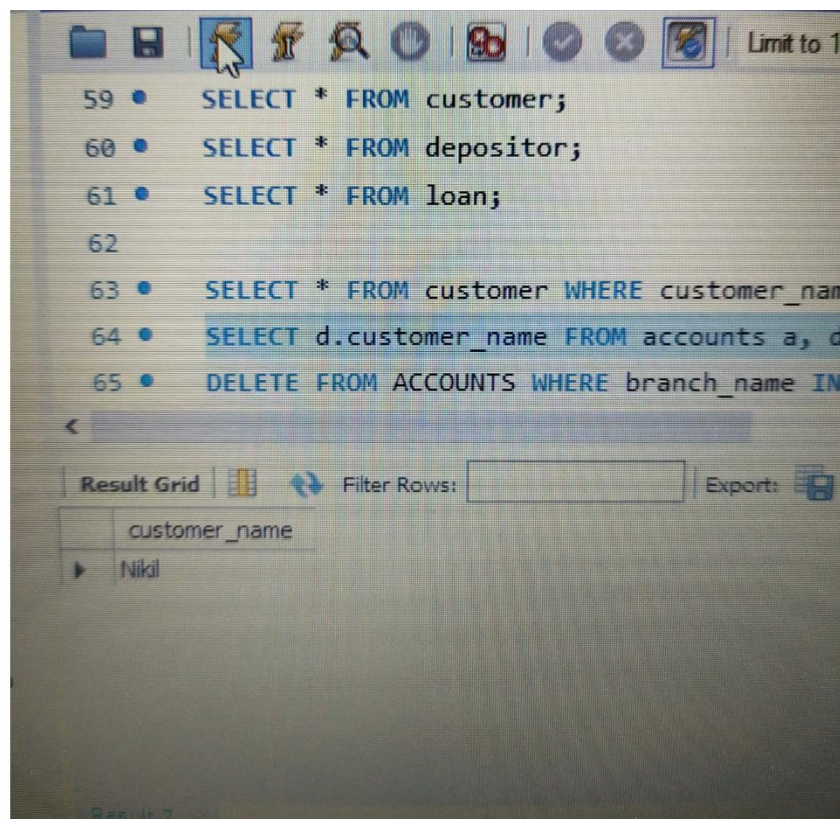 Limit to 1
59 SELECT * FROM customer;
60 SELECT * FROM depositor;
61 SELECT * FROM loan;
62
63 SELECT * FROM customer WHERE customer_nam
64 SELECT d.customer_name FROM accounts a, d
65 DELETE FROM ACCOUNTS WHERE branch_name IN
Result Grid Filter Rows: Export:
customer_name
Nikil
Result 7